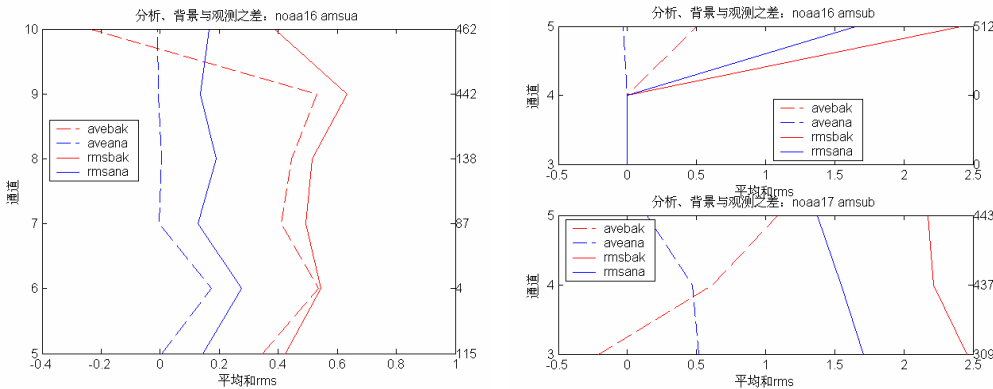 分析、背景与观测之差：noaa16 amsua
10
9
8
7
6
5
通道
462
442
138
87
4
115
avebak
aveana
rmsbak
rmsana
-0.4
-0.2
0
0.2
0.4
0.6
0.8
1
平均和rms
分析、背景与观测之差：noaa16 amsub
5
4
3
通道
512
0
0
avebak
aveana
rmsbak
rmsana
-0.5
0
0.5
1
1.5
2
2.5
平均和rms
分析、背景与观测之差：noaa17 amsub
5
4
3
通道
443
437
309
avebak
aveana
rmsbak
rmsana
-0.5
0
0.5
1
1.5
2
2.5
平均和rms